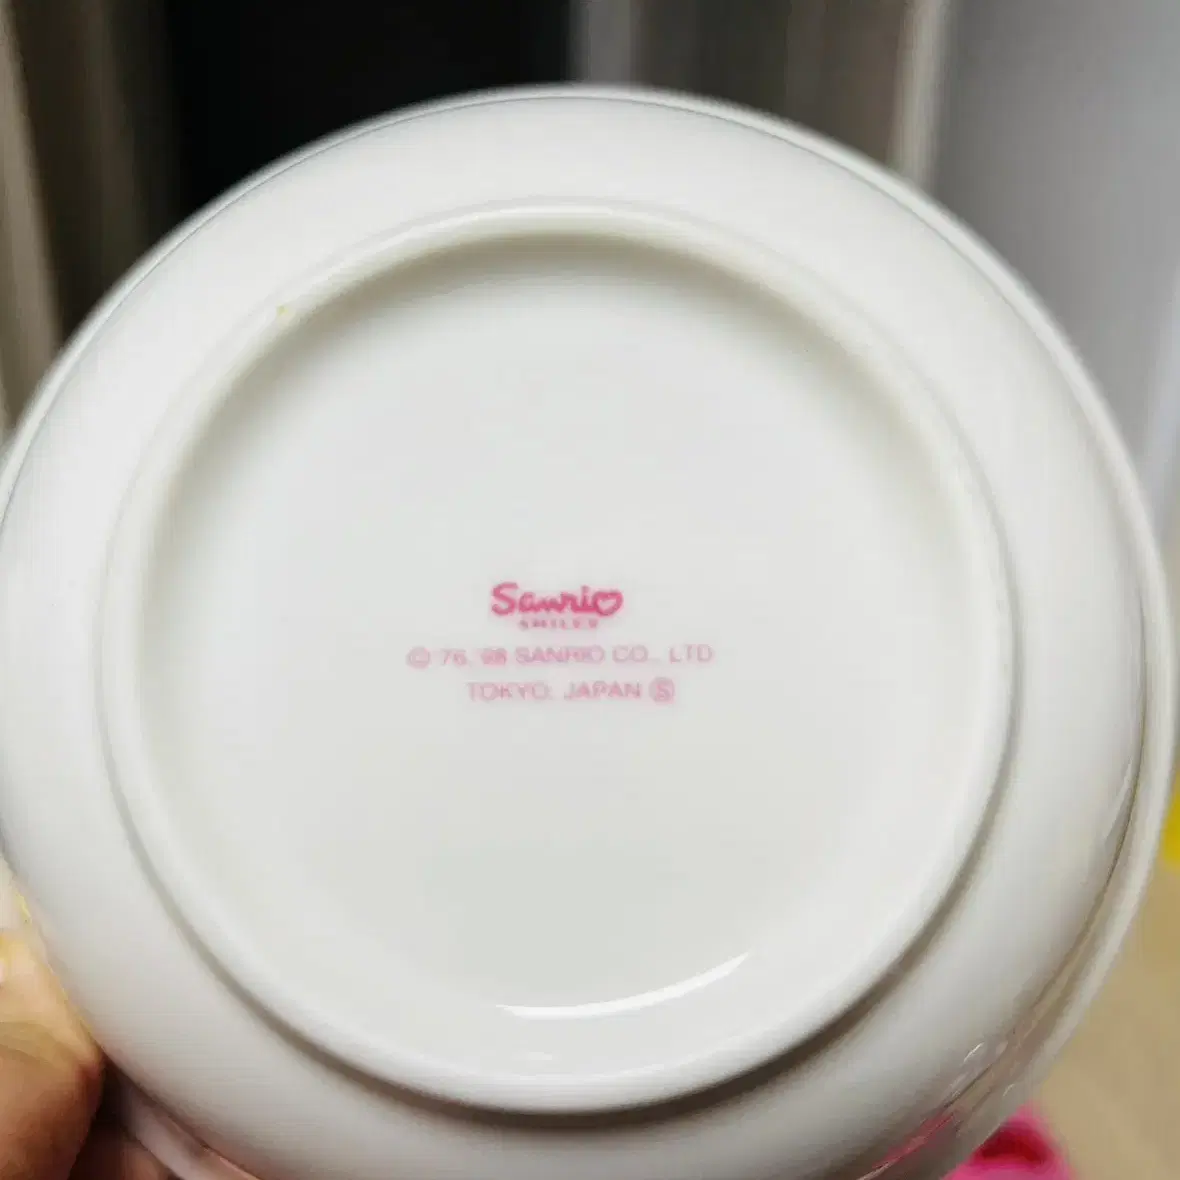 Sanrio
SMILES
© '76, '98 SANRIO CO., LTD
TOKYO, JAPAN Ⓢ